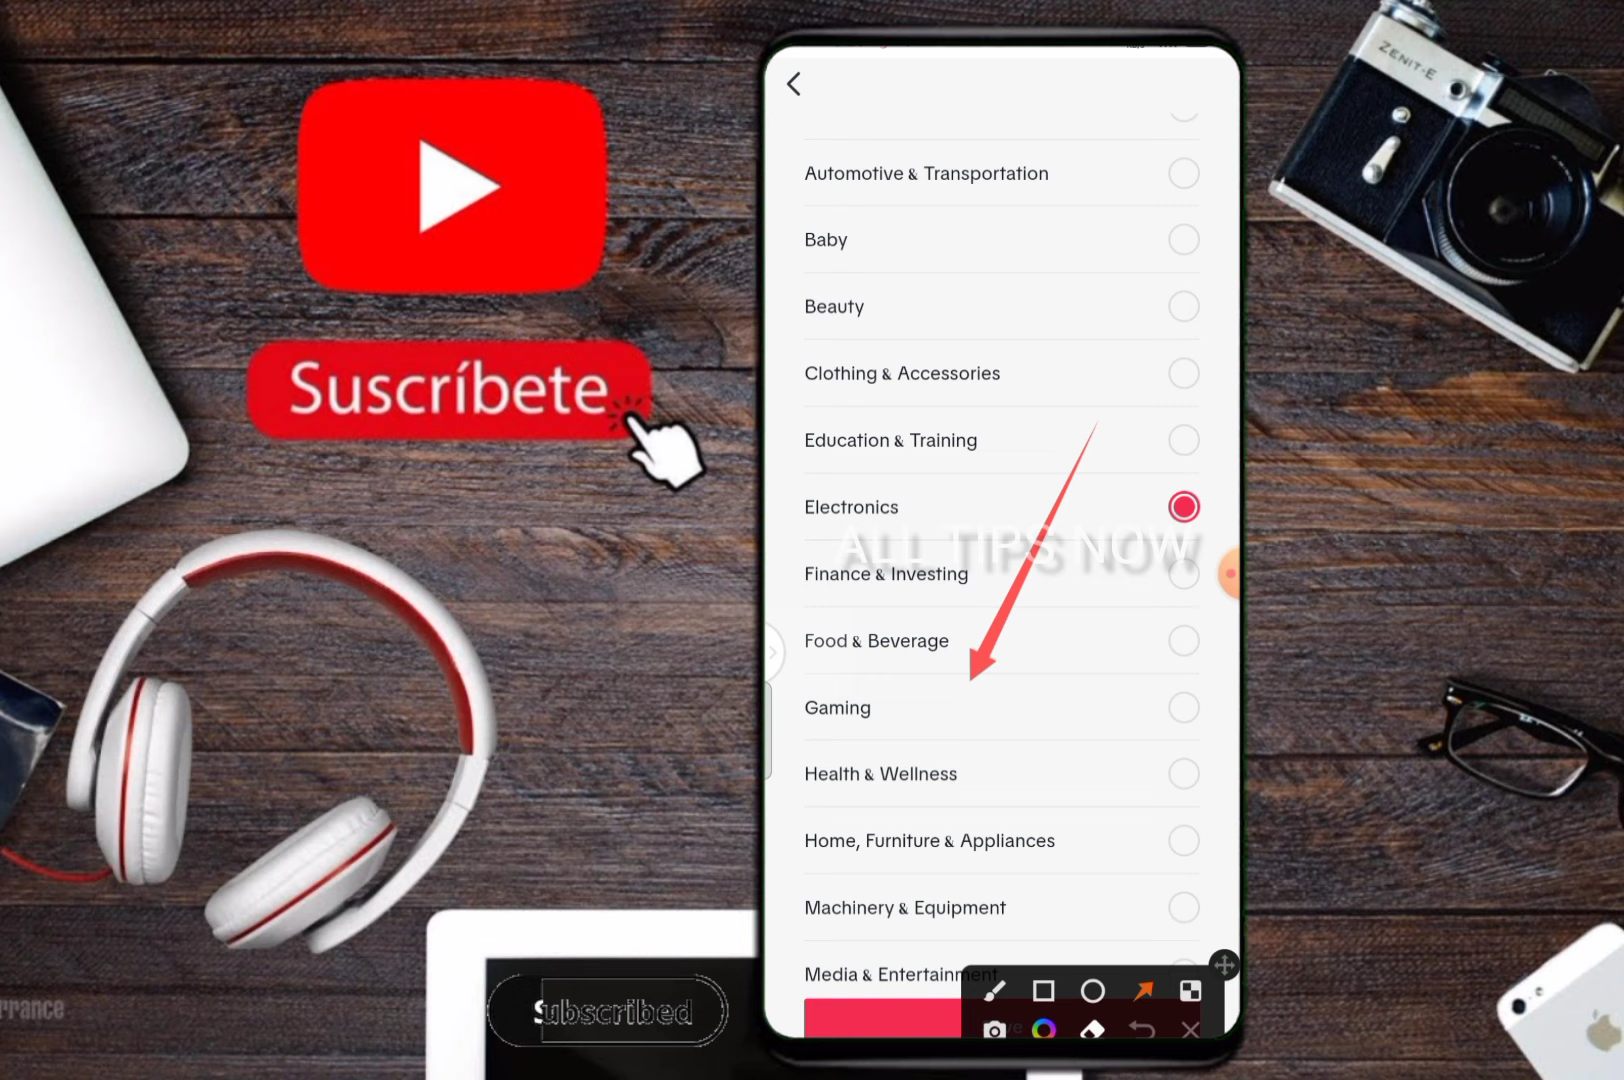 ZENIT-E
Automotive & Transportation
Baby
Beauty
Suscríbete
Clothing & Accessories
Education & Training
Electronics
ALL TIPS NOW
Finance & Investing
Food & Beverage
Gaming
Health & Wellness
Home, Furniture & Appliances
Machinery & Equipment
Media & Entertainment
Subscribed